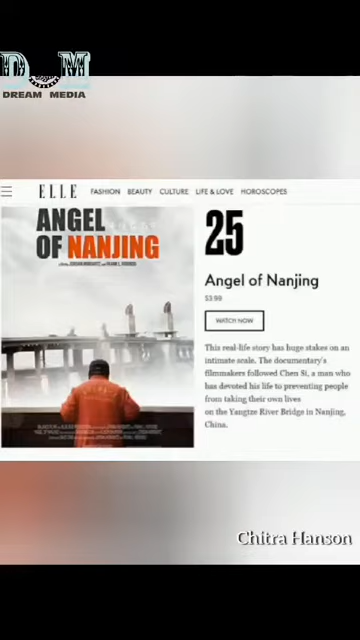 D M
DREAM MEDIA
ELLE FASHION BEAUTY CULTURE LIFE & LOVE HOROSCOPES
ANGEL
OF NANJING
25
Angel of Nanjing
$3.99
WATCH NOW
This real-life story has huge stakes on an
intimate scale. The documentary's
filmmakers followed Chen Si, a man who
has devoted his life to preventing people
from taking their own lives
on the Yangtze River Bridge in Nanjing,
China.
Chitra Hanson